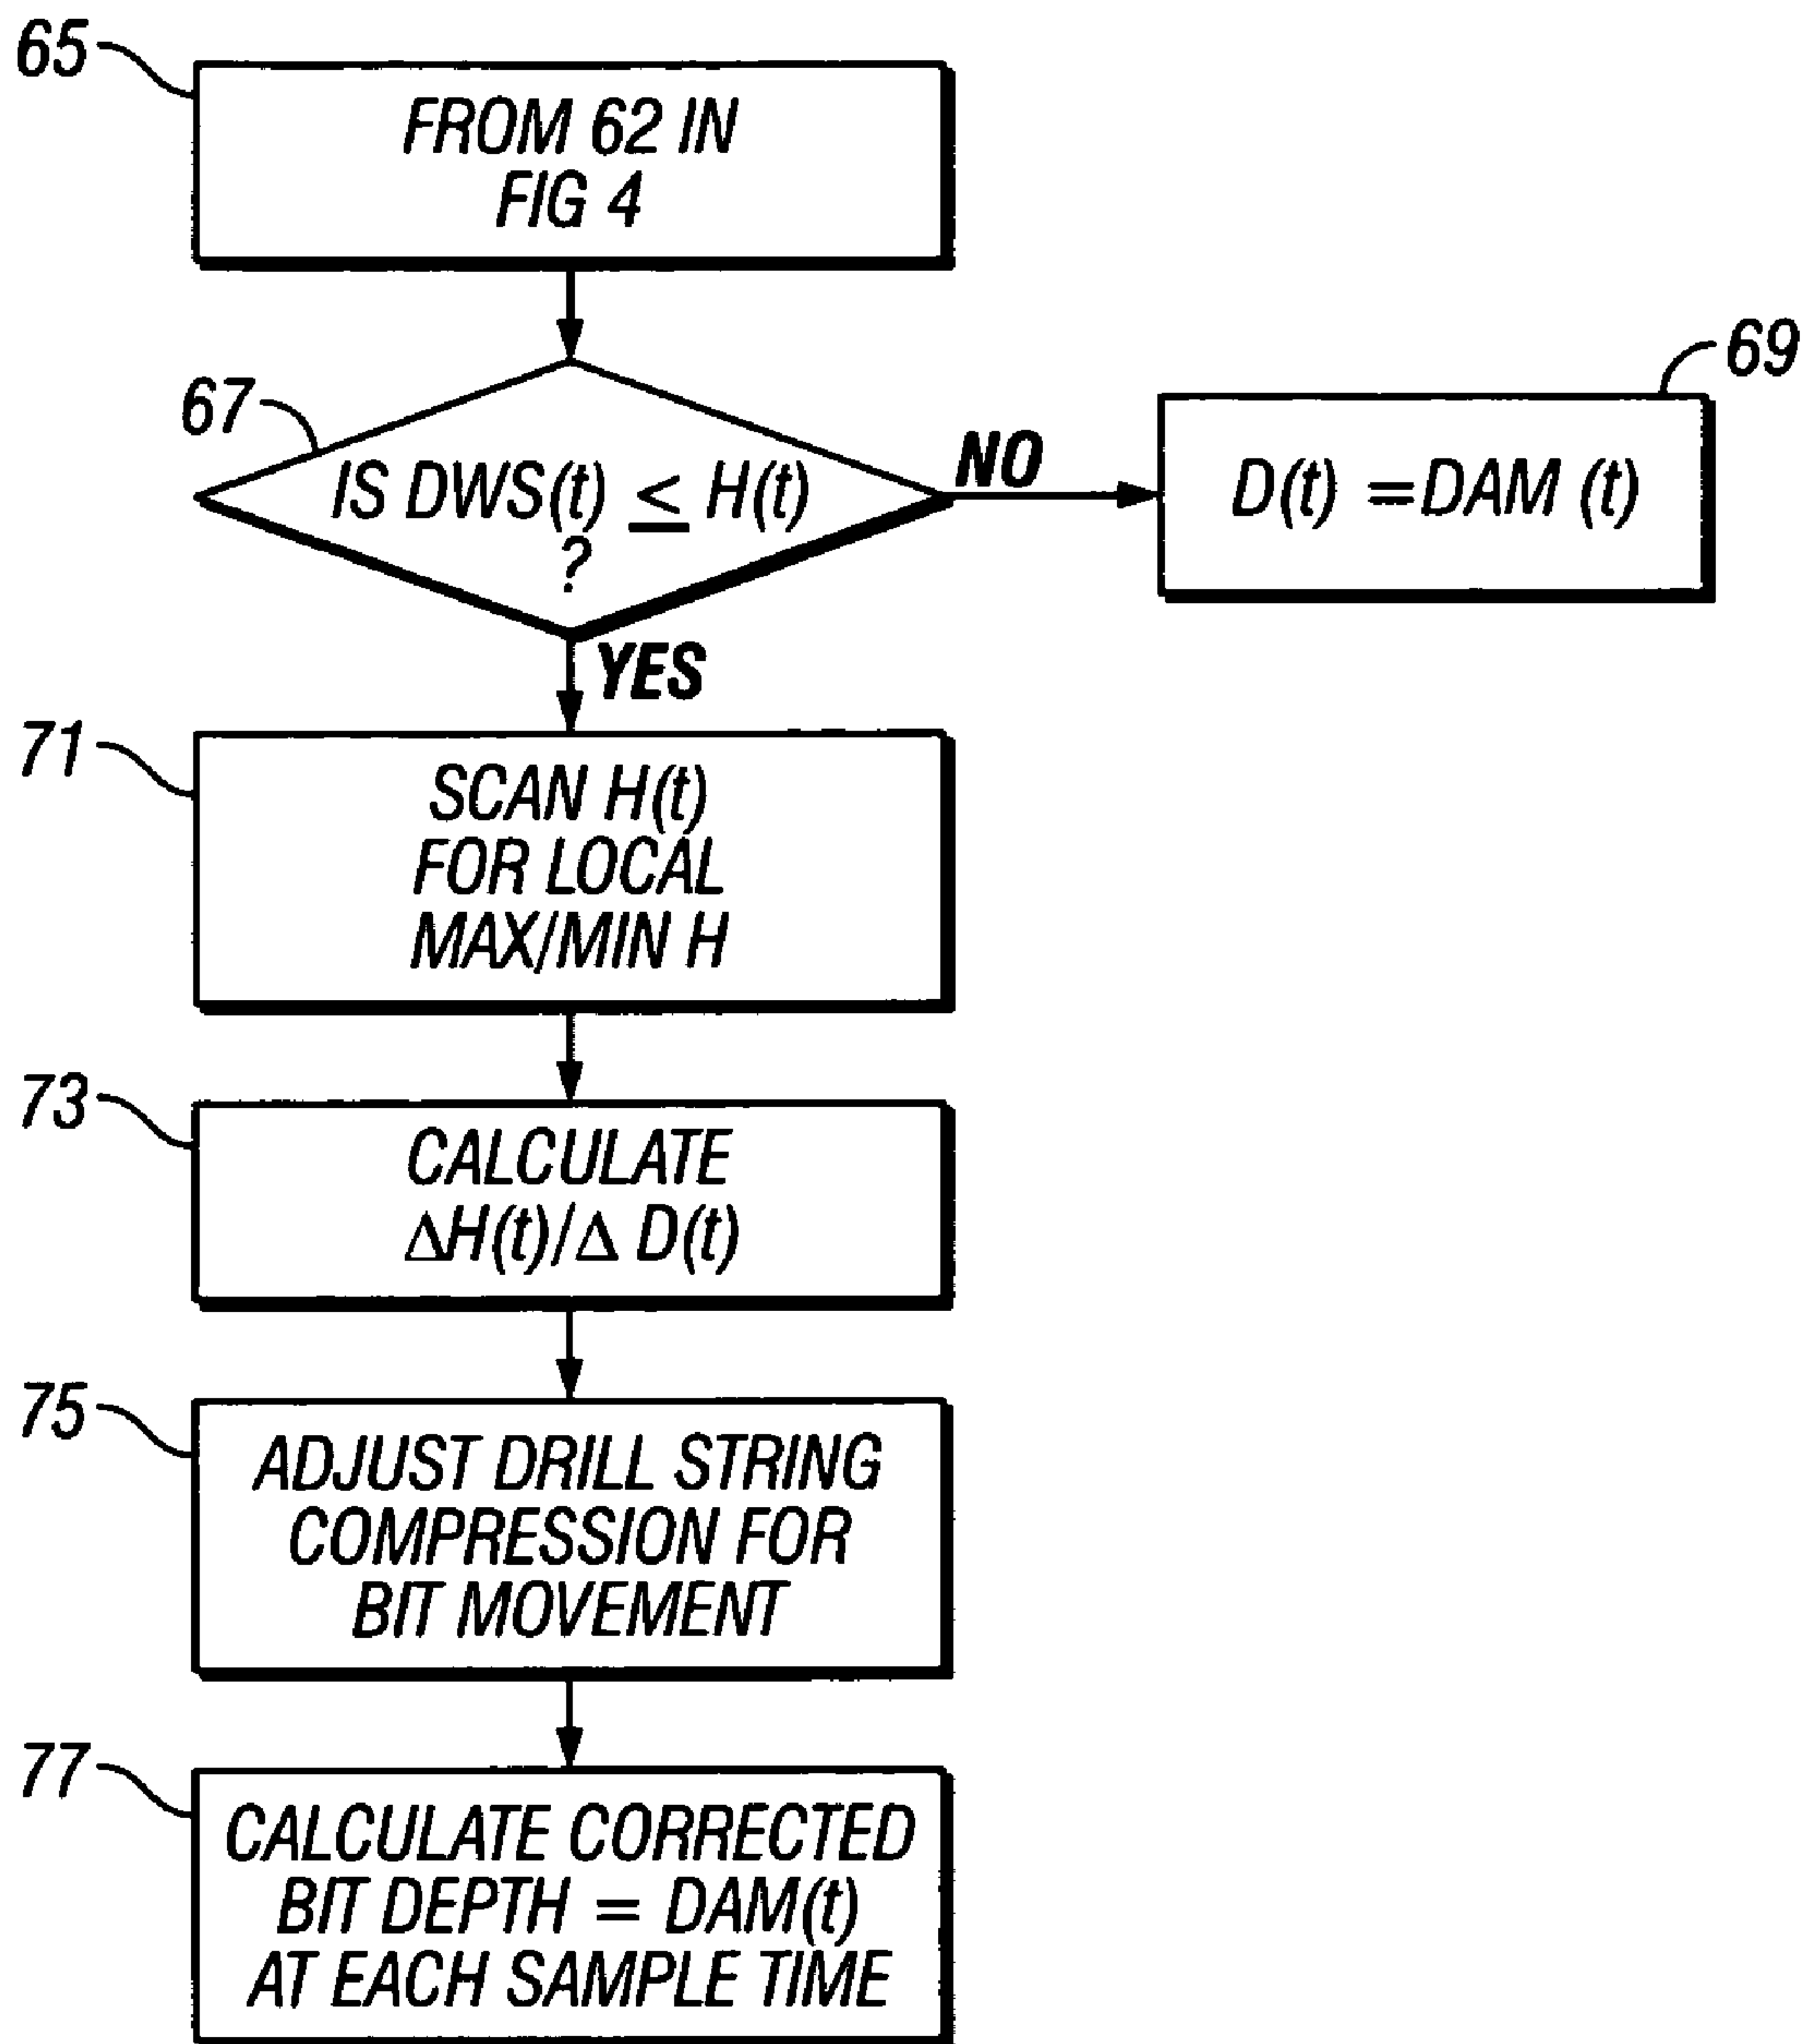 65
FROM 62 IN
FIG 4
67
IS DWS(t) ≤ H(t)
?
NO
69
D(t) =DAM (t)
YES
71
SCAN H(t)
FOR LOCAL
MAX/MIN H
73
CALCULATE
ΔH(t)/Δ D(t)
75
ADJUST DRILL STRING
COMPRESSION FOR
BIT MOVEMENT
77
CALCULATE CORRECTED
BIT DEPTH = DAM(t)
AT EACH SAMPLE TIME